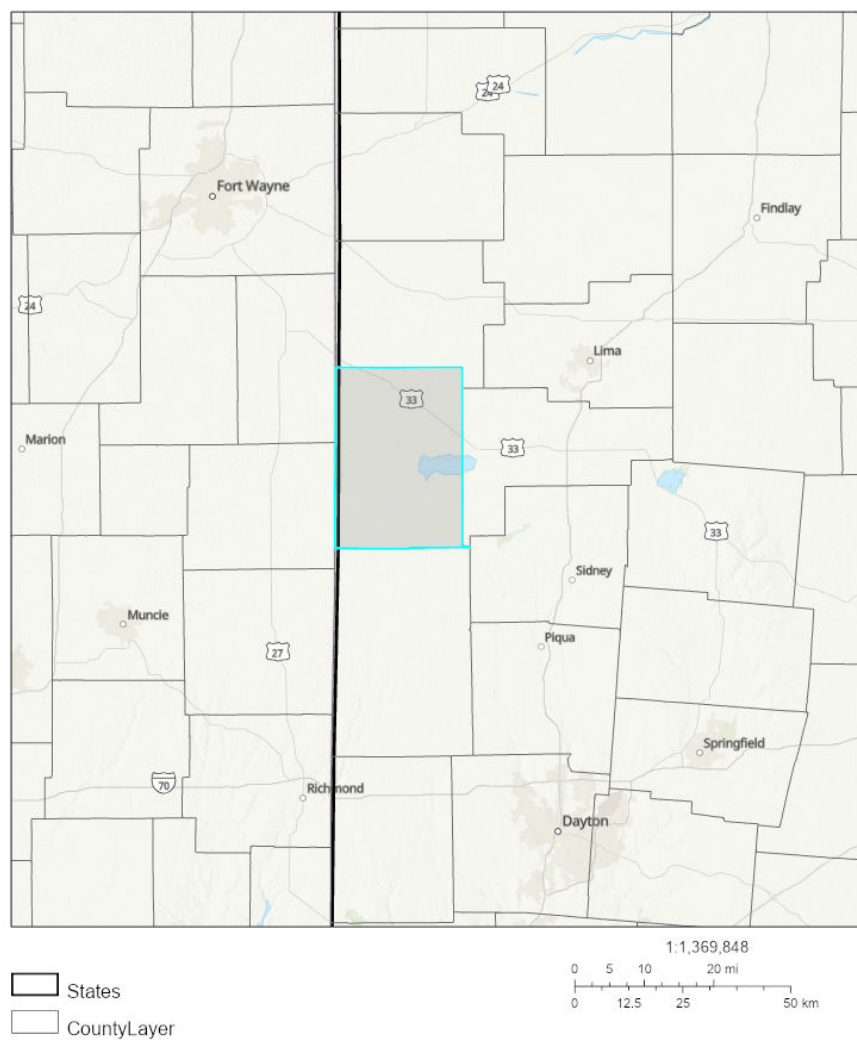 24
24
Fort Wayne
Findlay
24
Lima
33
Marion
33
33
Sidney
Muncie
Piqua
27
Springfield
70
Richmond
Dayton
1:1,369,848
0 5 10 20 mi
0 12.5 25 50 km
States
CountyLayer